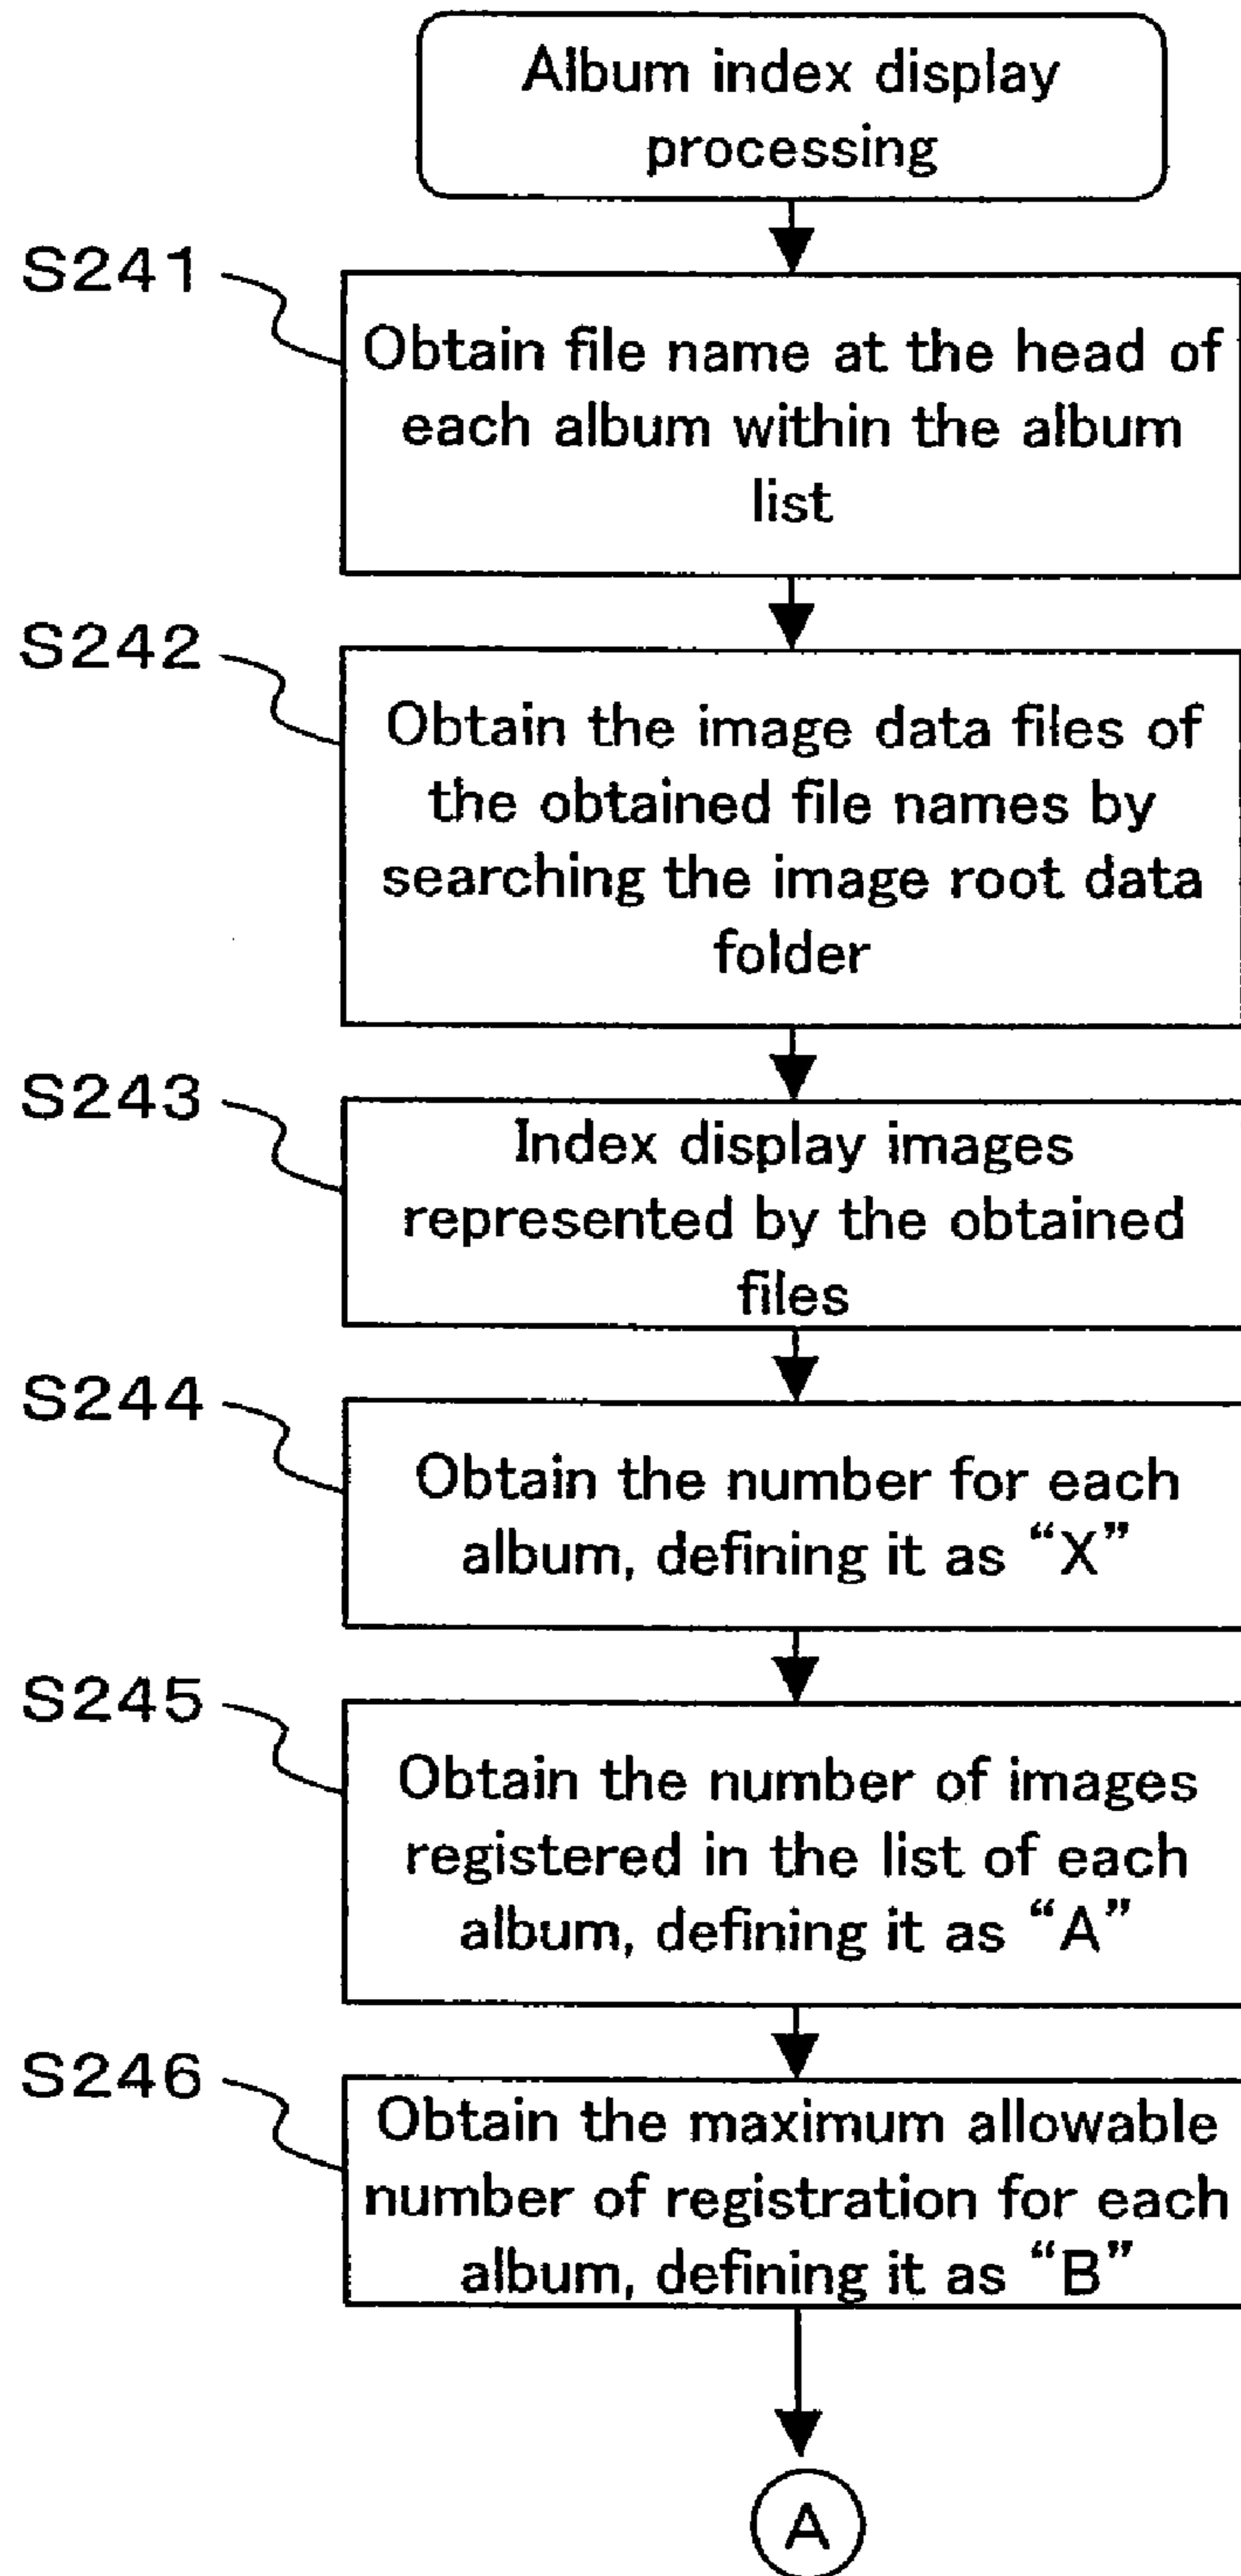 Album index display
processing
S241
Obtain file name at the head of
each album within the album
list
S242
Obtain the image data files of
the obtained file names by
searching the image root data
folder
S243
Index display images
represented by the obtained
files
S244
Obtain the number for each
album, defining it as “X”
S245
Obtain the number of images
registered in the list of each
album, defining it as “A”
S246
Obtain the maximum allowable
number of registration for each
album, defining it as “B”
A